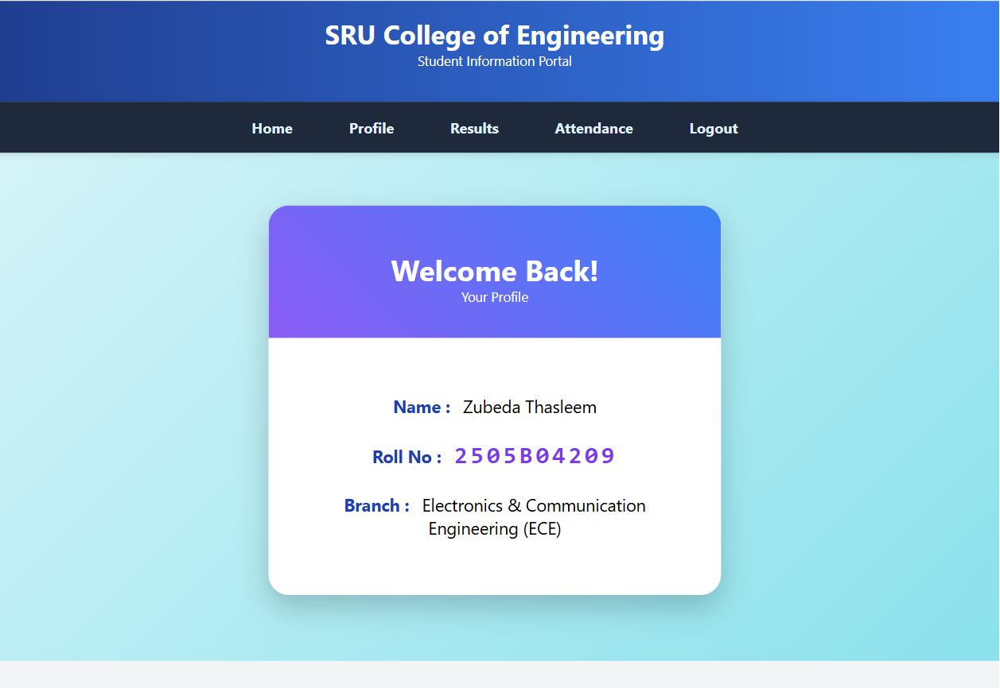 SRU College of Engineering
Student Information Portal
Home Profile Results Attendance Logout
Welcome Back!
Your Profile
Name : Zubeda Thasleem
Roll No : 2505B04209
Branch : Electronics & Communication
Engineering (ECE)